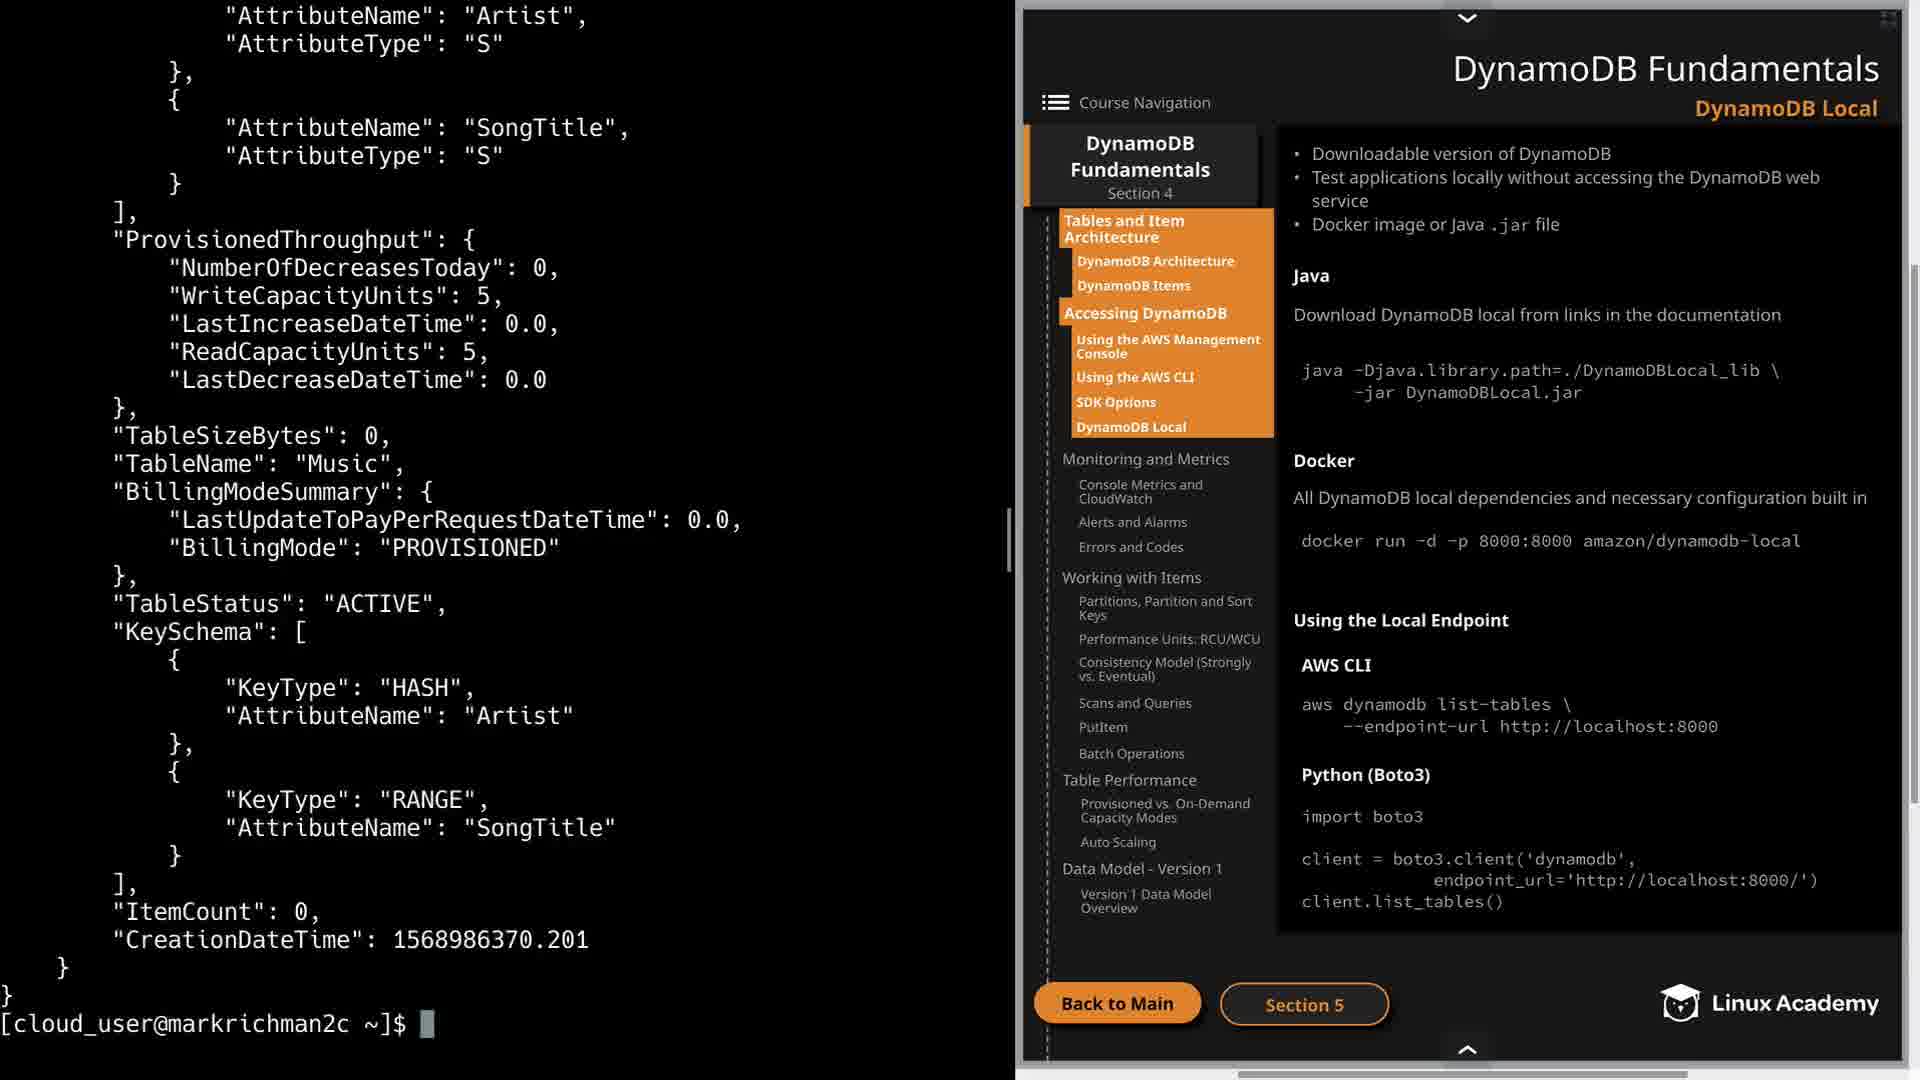 "AttributeName": "Artist",
            "AttributeType": "S"
        },
        {
            "AttributeName": "SongTitle",
            "AttributeType": "S"
        }
    ],
    "ProvisionedThroughput": {
        "NumberOfDecreasesToday": 0,
        "WriteCapacityUnits": 5,
        "LastIncreaseDateTime": 0.0,
        "ReadCapacityUnits": 5,
        "LastDecreaseDateTime": 0.0
    },
    "TableSizeBytes": 0,
    "TableName": "Music",
    "BillingModeSummary": {
        "LastUpdateToPayPerRequestDateTime": 0.0,
        "BillingMode": "PROVISIONED"
    },
    "TableStatus": "ACTIVE",
    "KeySchema": [
        {
            "KeyType": "HASH",
            "AttributeName": "Artist"
        },
        {
            "KeyType": "RANGE",
            "AttributeName": "SongTitle"
        }
    ],
    "ItemCount": 0,
    "CreationDateTime": 1568986370.201
  }
}
[cloud_user@markrichman2c ~]$
DynamoDB Fundamentals
DynamoDB Local
Course Navigation
DynamoDB
Fundamentals
Section 4
Tables and Item
Architecture
DynamoDB Architecture
DynamoDB Items
Accessing DynamoDB
Using the AWS Management
Console
Using the AWS CLI
SDK Options
DynamoDB Local
Monitoring and Metrics
Console Metrics and
CloudWatch
Alerts and Alarms
Errors and Codes
Working with Items
Partitions, Partition and Sort
Keys
Performance Units: RCU/WCU
Consistency Model (Strongly
vs. Eventual)
Scans and Queries
PutItem
Batch Operations
Table Performance
Provisioned vs. On-Demand
Capacity Modes
Auto Scaling
Data Model - Version 1
Version 1 Data Model
Overview
• Downloadable version of DynamoDB
• Test applications locally without accessing the DynamoDB web
service
• Docker image or Java .jar file
Java
Download DynamoDB local from links in the documentation
java -Djava.library.path=./DynamoDBLocal_lib \
-jar DynamoDBLocal.jar
Docker
All DynamoDB local dependencies and necessary configuration built in
docker run -d -p 8000:8000 amazon/dynamodb-local
Using the Local Endpoint
AWS CLI
aws dynamodb list-tables \
--endpoint-url http://localhost:8000
Python (Boto3)
import boto3
client = boto3.client('dynamodb',
endpoint_url='http://localhost:8000/')
client.list_tables()
Back to Main
Section 5
Linux Academy